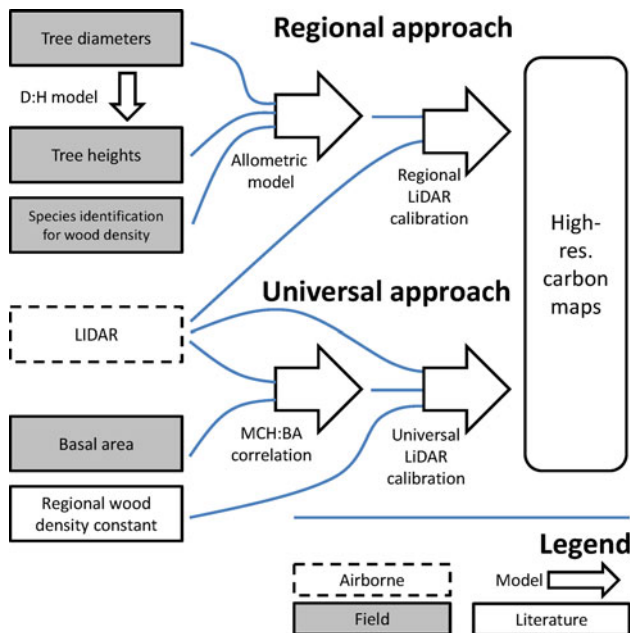 Regional approach
Tree diameters
D:H model
Tree heights
Species identification
for wood density
Allometric
model
Regional
LiDAR
calibration
High-
res.
carbon
maps
Universal approach
LIDAR
Basal area
Regional wood
density constant
MCH:BA
correlation
Universal
LiDAR
calibration
Legend
Airborne
Model
Field
Literature